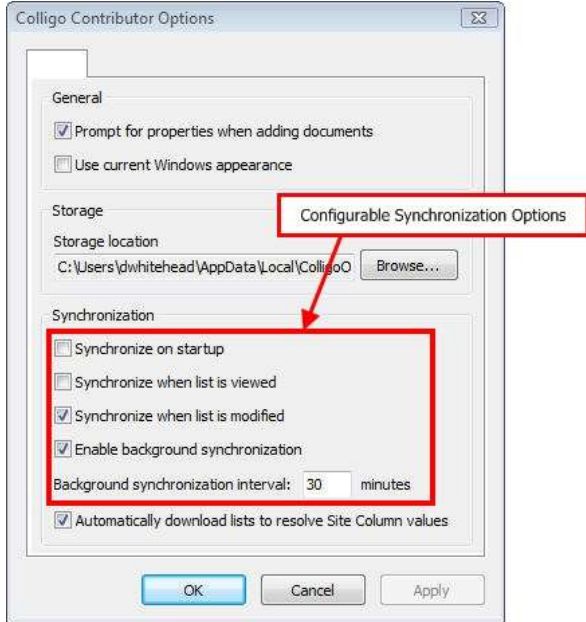 Colligo Contributor Options
General
Prompt for properties when adding documents
Use current Windows appearance
Configurable Synchronization Options
Storage
Storage location
C:\Users\dwhitehead\AppData\Local\ColligoO
Browse...
Synchronization
Synchronize on startup
Synchronize when list is viewed
Synchronize when list is modified
Enable background synchronization
Background synchronization interval: 30 minutes
Automatically download lists to resolve Site Column values
OK Cancel Apply